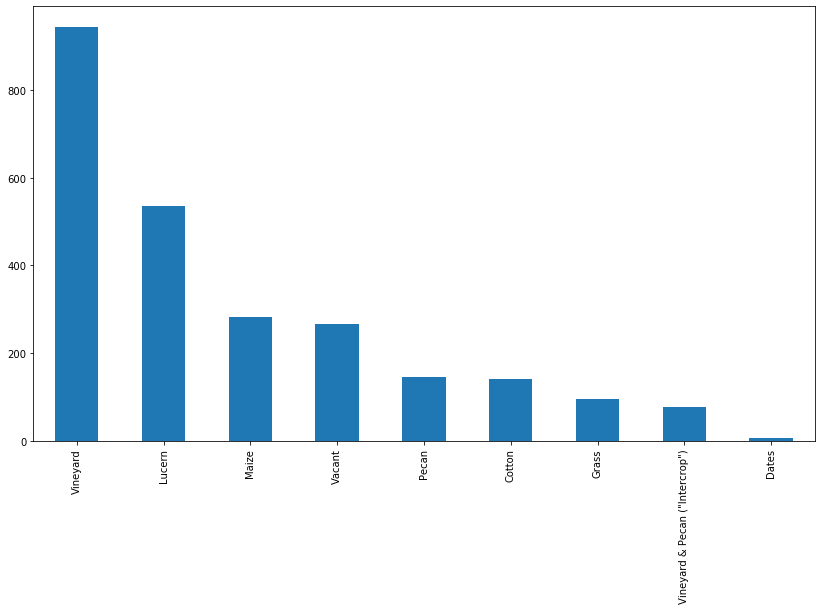 800
600
400
200
0
Vineyard
Lucern
Maize
Vacant
Pecan
Cotton
Grass
Vineyard & Pecan ("Intercrop")
Dates